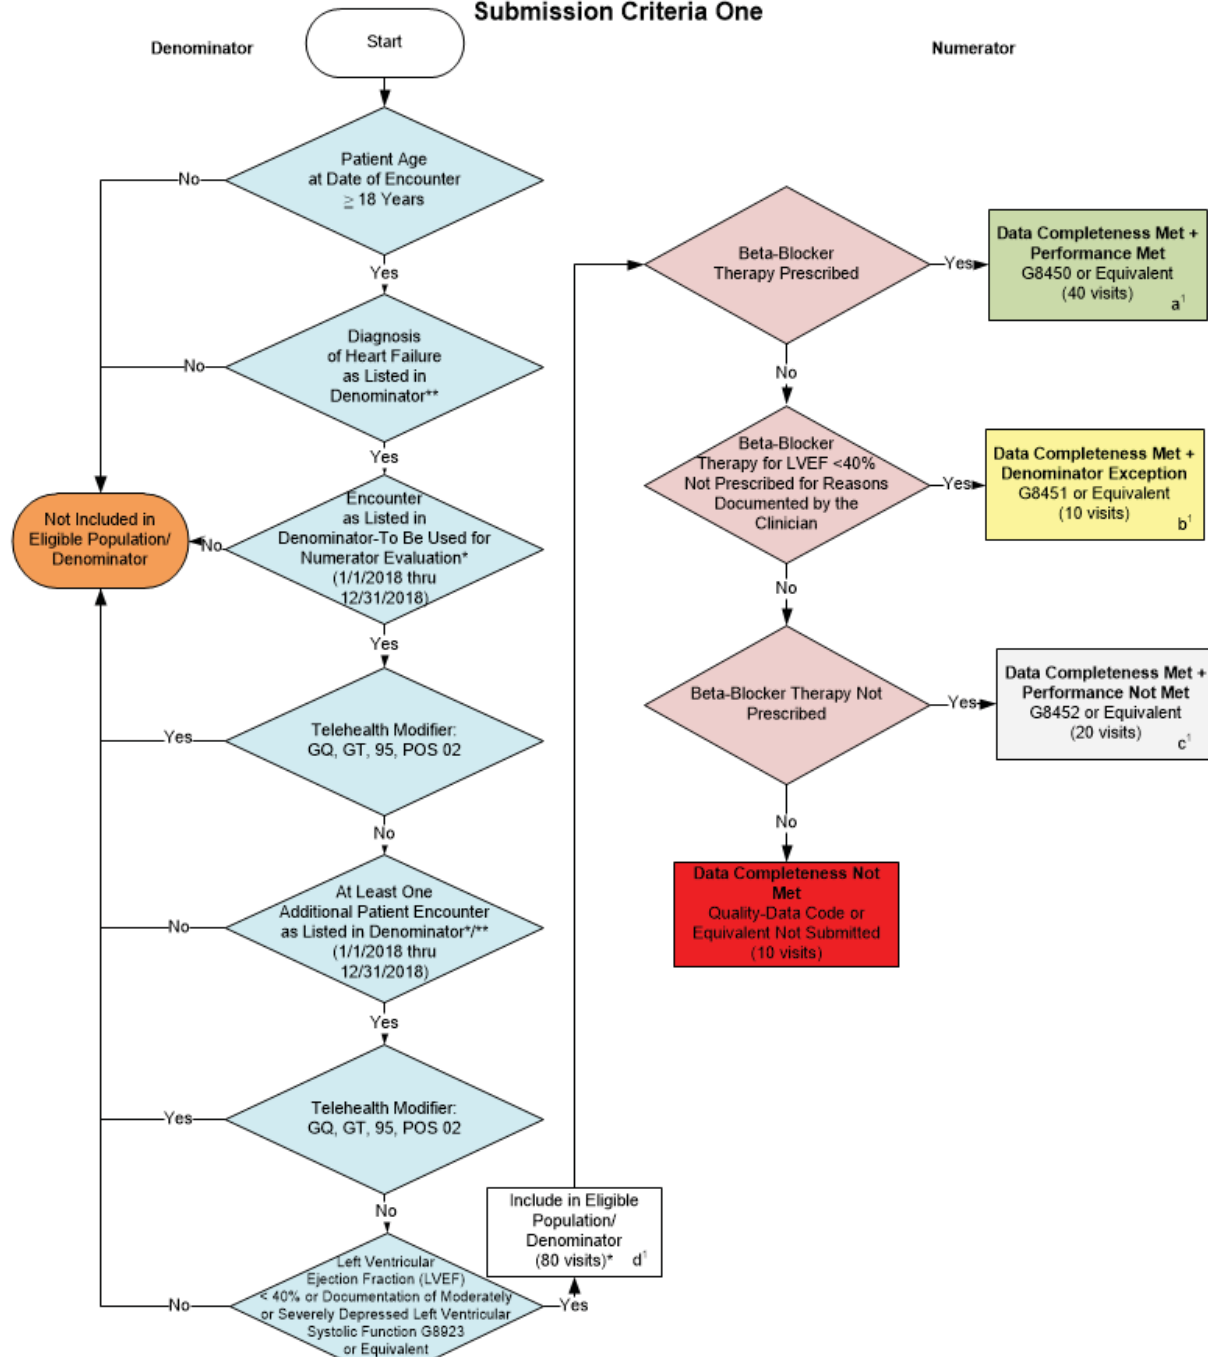 Submission Criteria One
Denominator
Start
Numerator
Patient Age
at Date of Encounter
≥ 18 Years
No
Yes
Diagnosis
of Heart Failure
as Listed in
Denominator**
No
Yes
Encounter
as Listed in
Denominator-To Be Used for
Numerator Evaluation*
(1/1/2018 thru
12/31/2018)
No
Not Included in
Eligible Population/
Denominator
Yes
Telehealth Modifier:
GQ, GT, 95, POS 02
Yes
No
At Least One
Additional Patient Encounter
as Listed in Denominator*/**
(1/1/2018 thru
12/31/2018)
No
Yes
Telehealth Modifier:
GQ, GT, 95, POS 02
Yes
No
Left Ventricular
Ejection Fraction (LVEF)
< 40% or Documentation of Moderately
or Severely Depressed Left Ventricular
Systolic Function G8923
or Equivalent
No
Yes
Include in Eligible
Population/
Denominator
(80 visits)* d¹
Beta-Blocker
Therapy Prescribed
Yes
Data Completeness Met +
Performance Met
G8450 or Equivalent
(40 visits) a¹
No
Beta-Blocker
Therapy for LVEF <40%
Not Prescribed for Reasons
Documented by the
Clinician
Yes
Data Completeness Met +
Denominator Exception
G8451 or Equivalent
(10 visits) b¹
No
Beta-Blocker Therapy Not
Prescribed
Yes
Data Completeness Met +
Performance Not Met
G8452 or Equivalent
(20 visits) c¹
No
Data Completeness Not
Met
Quality-Data Code or
Equivalent Not Submitted
(10 visits)